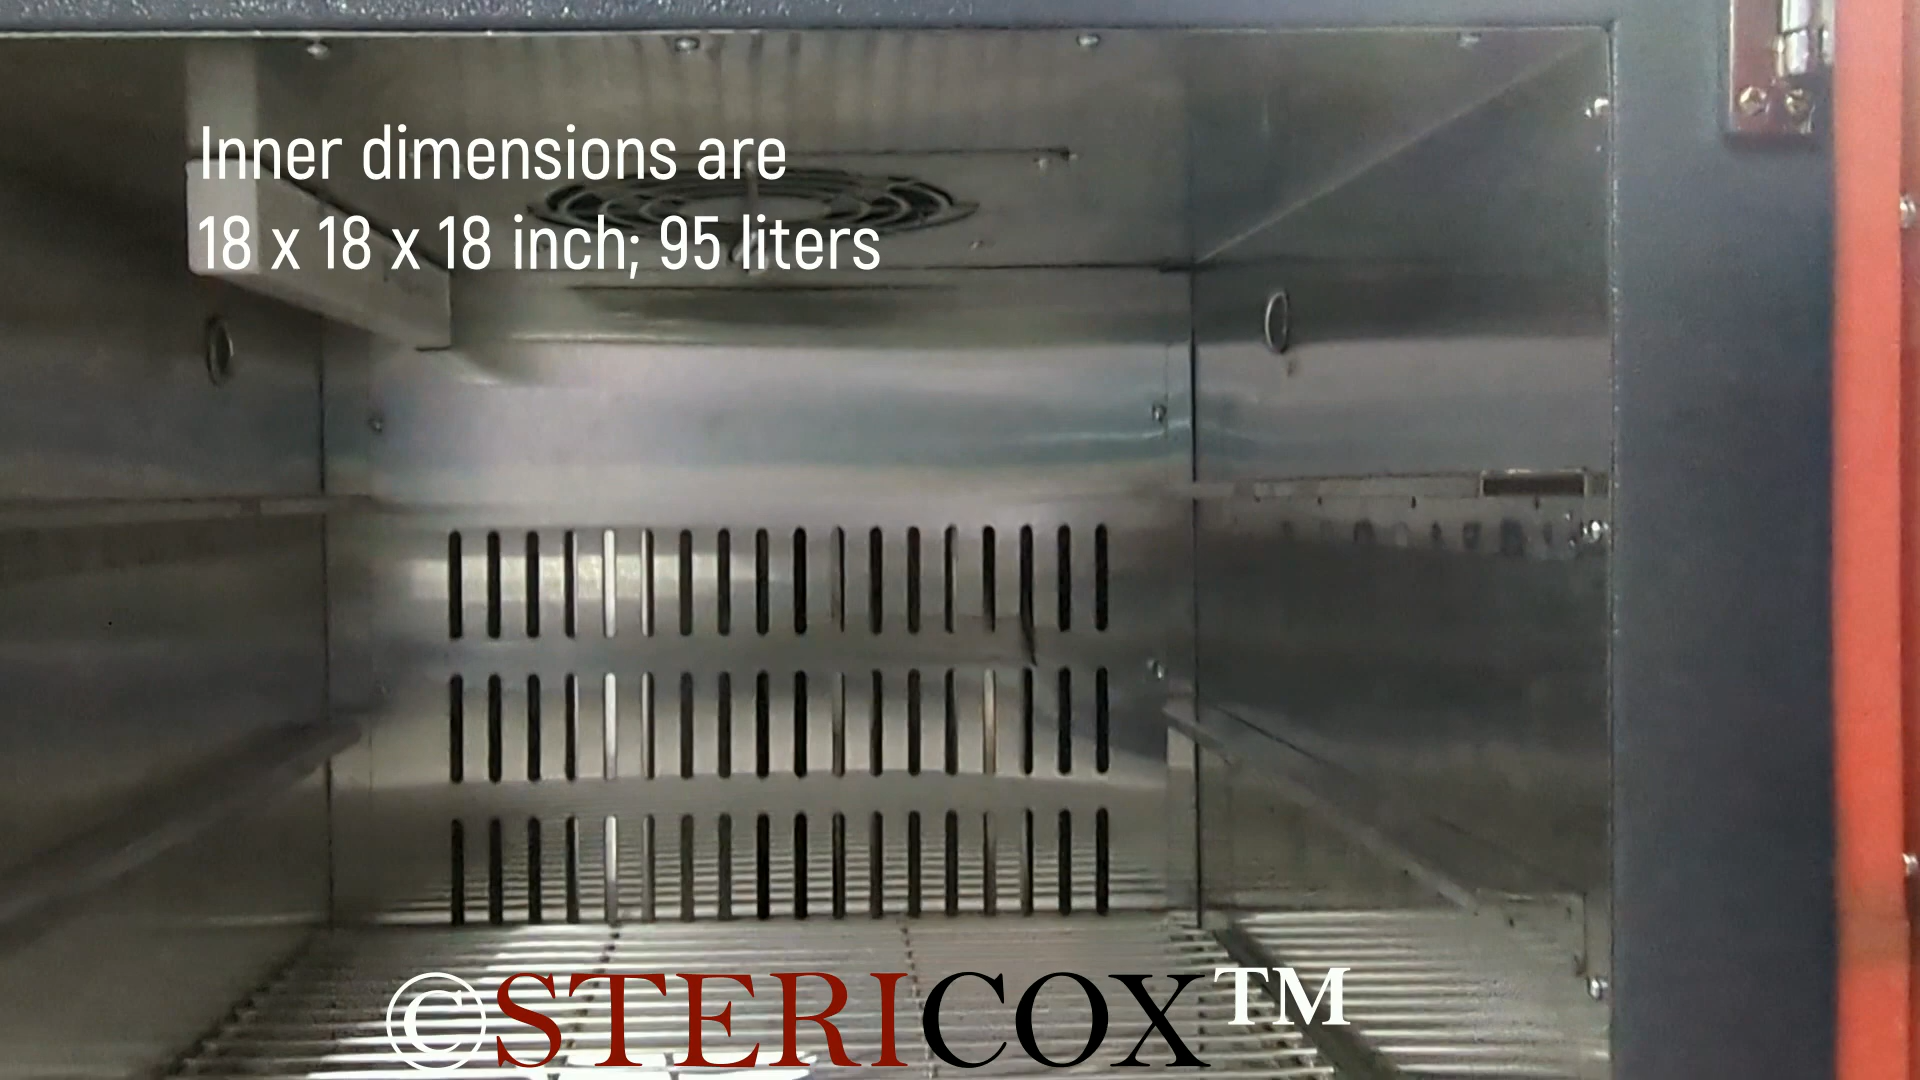 Inner dimensions are
18 x 18 x 18 inch; 95 liters
©STERICOX™